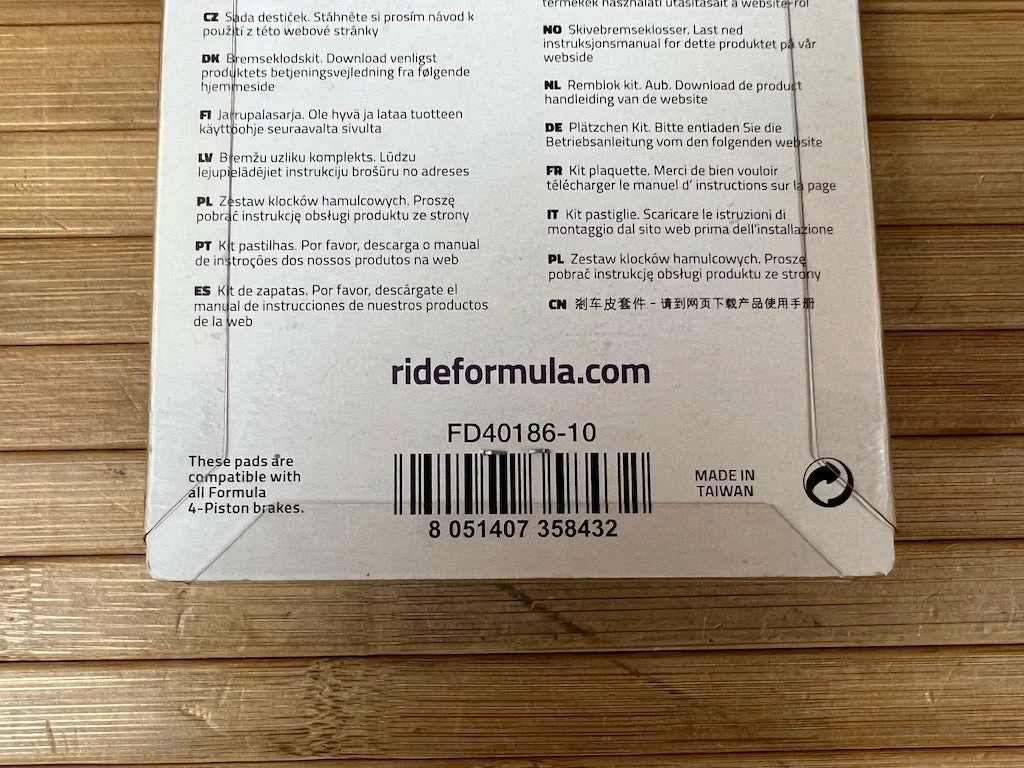 CZ Sada destiček. Stáhněte si prosím návod k
použití z této webové stránky
DK Bremseklodskit. Download venligst
produktets betjeningsvejledning fra følgende
hjemmeside
FI Jarrupalasarja. Ole hyvä ja lataa tuotteen
käyttöohje seuraavalta sivulta
LV Bremžu uzliku komplekts. Lūdzu
lejupielādējiet instrukciju brošūru no adreses
PL Zestaw klocków hamulcowych. Proszę
pobrać instrukcję obsługi produktu ze strony
PT Kit pastilhas. Por favor, descarga o manual
de instroções dos nossos produtos na web
ES Kit de zapatas. Por favor, descárgate el
manual de instrucciones de nuestros productos
de la web
termékek használati utasításait a website-ról
NO Skivebremseklosser. Last ned
instruksjonsmanual for dette produktet på vår
webside
NL Remblok kit. Aub. Download de product
handleiding van de website
DE Plätzchen Kit. Bitte entladen Sie die
Betriebsanleitung vom den folgenden website
FR Kit plaquette. Merci de bien vouloir
télécharger le manuel d' instructions sur la page
IT Kit pastiglie. Scaricare le istruzioni di
montaggio dal sito web prima dell'installazione
PL Zestaw klocków hamulcowych. Proszę
pobrać instrukcję obsługi produktu ze strony
CN 刹车皮套件 - 请到网页下载产品使用手册
rideformula.com
FD40186-10
These pads are
compatible with
all Formula
4-Piston brakes.
8 051407 358432
MADE IN
TAIWAN